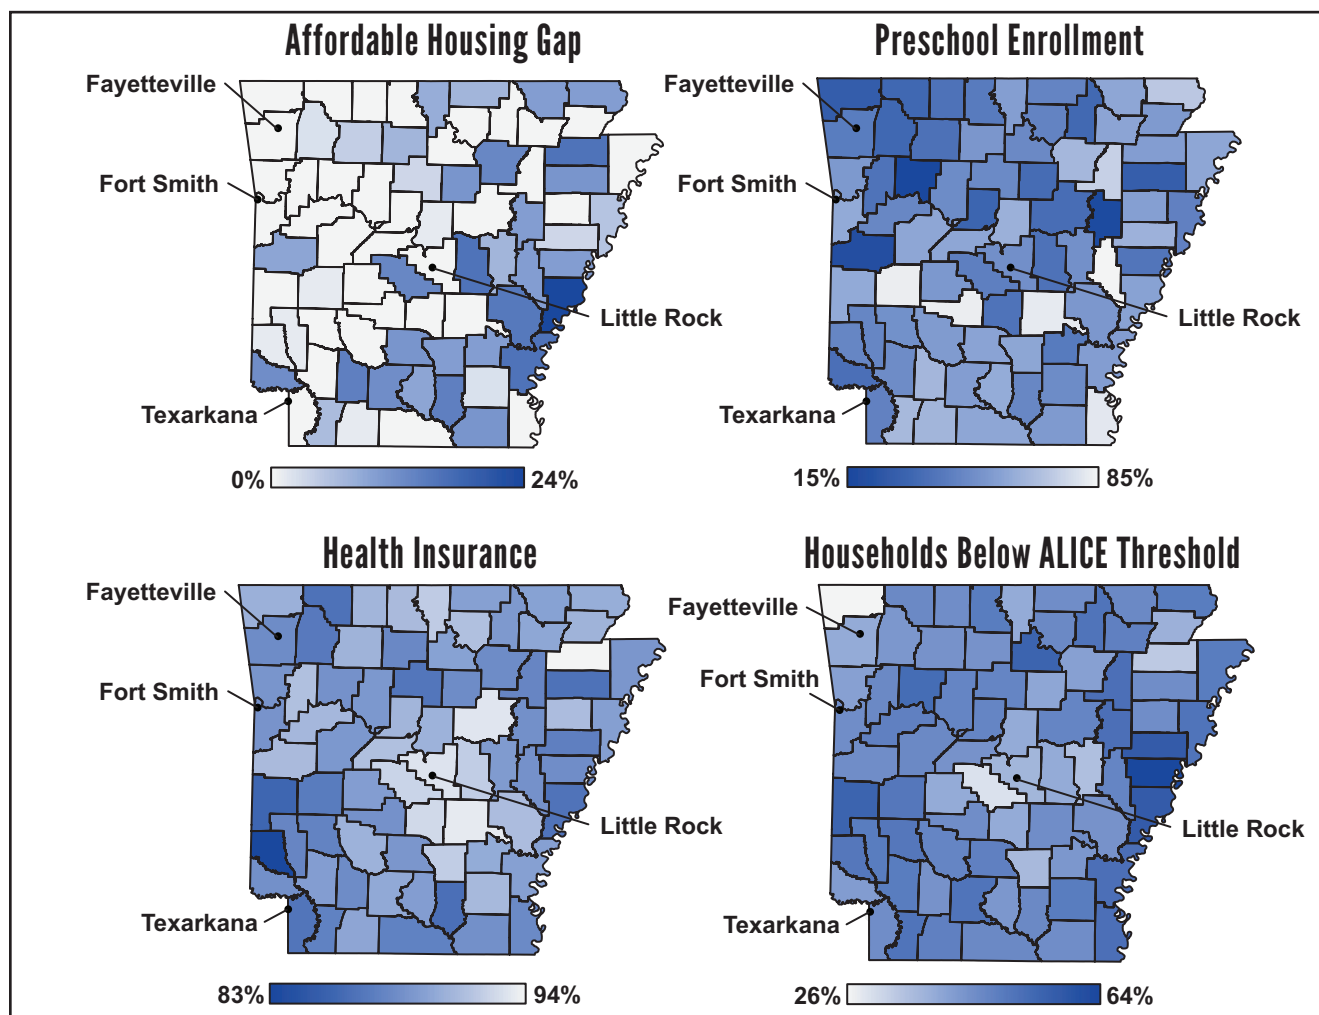 Affordable Housing Gap
Fayetteville
Fort Smith
Little Rock
Texarkana
0%
24%
Preschool Enrollment
Fayetteville
Fort Smith
Little Rock
Texarkana
15%
85%
Health Insurance
Fayetteville
Fort Smith
Little Rock
Texarkana
83%
94%
Households Below ALICE Threshold
Fayetteville
Fort Smith
Little Rock
Texarkana
26%
64%